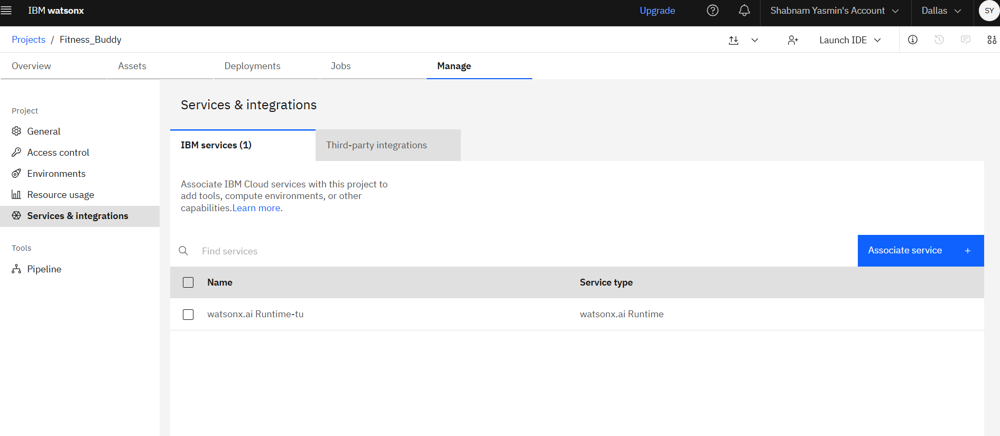 IBM watsonx
Upgrade
Shabnam Yasmin's Account
Dallas
SY
Projects / Fitness_Buddy
Launch IDE
Overview
Assets
Deployments
Jobs
Manage
Project
General
Access control
Environments
Resource usage
Services & integrations
Tools
Pipeline
Services & integrations
IBM services (1)
Third-party integrations
Associate IBM Cloud services with this project to
add tools, compute environments, or other
capabilities.Learn more.
Find services
Associate service +
Name
Service type
watsonx.ai Runtime-tu
watsonx.ai Runtime